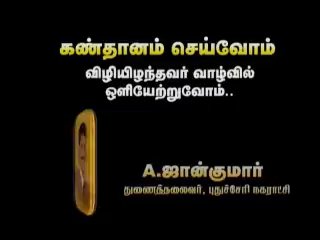 கண்தானம் செய்வோம்
விழியிழந்தவர் வாழ்வில்
ஒளியேற்றுவோம்..
A.ஜான்குமார்
துணைத்தலைவர், புதுச்சேரி நகராட்சி